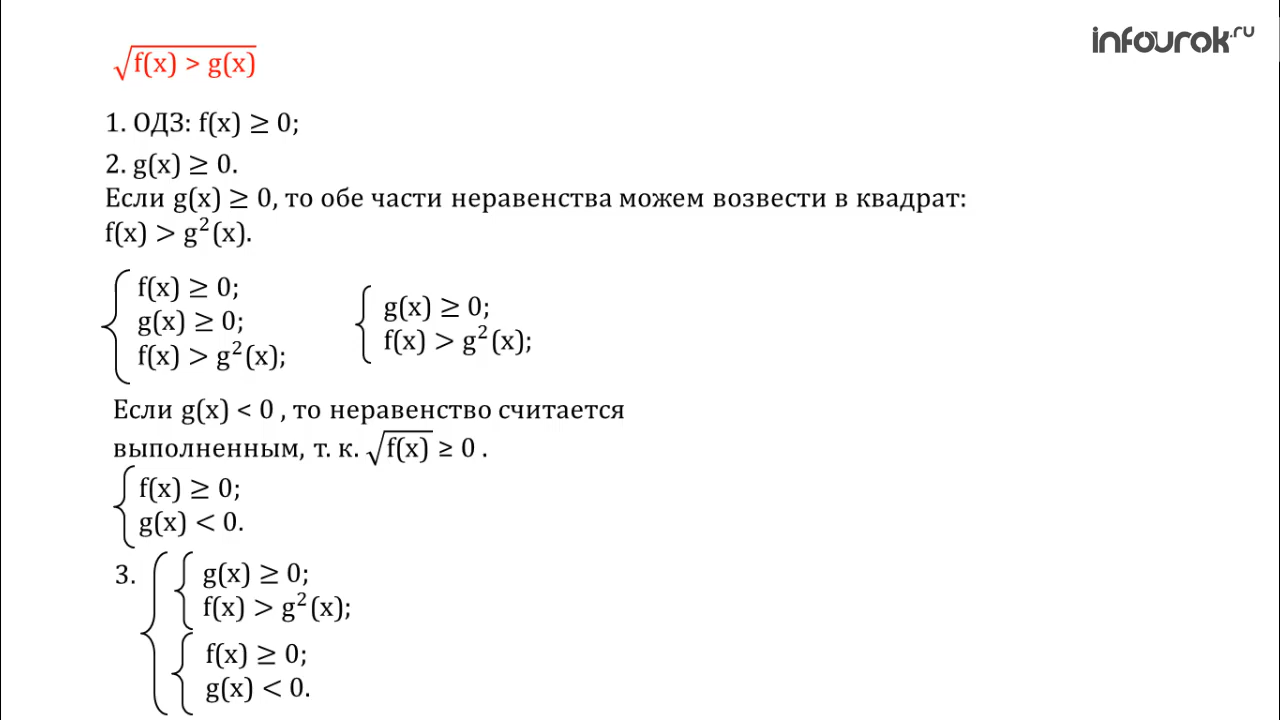 infourok.ru
√f(x) > g(x)
1. ОДЗ: f(x) ≥ 0;
2. g(x) ≥ 0.
Если g(x) ≥ 0, то обе части неравенства можем возвести в квадрат:
f(x) > g²(x).
f(x) ≥ 0;
g(x) ≥ 0;
f(x) > g²(x);
g(x) ≥ 0;
f(x) > g²(x);
Если g(x) < 0 , то неравенство считается
выполненным, т. к. √f(x) ≥ 0 .
f(x) ≥ 0;
g(x) < 0.
3.
g(x) ≥ 0;
f(x) > g²(x);
f(x) ≥ 0;
g(x) < 0.